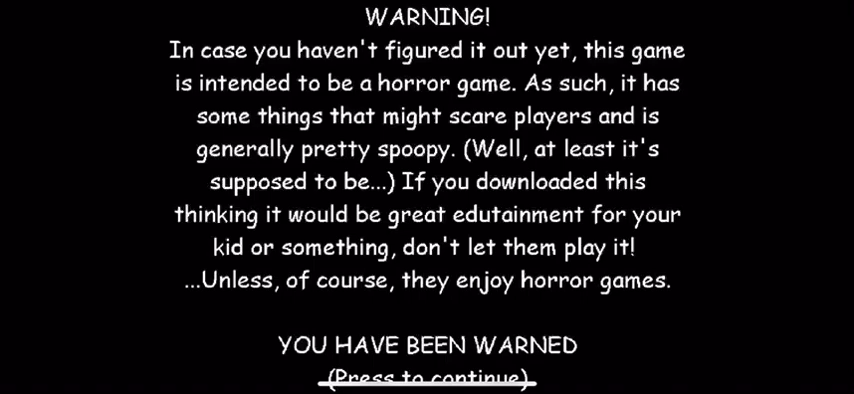 WARNING!
In case you haven't figured it out yet, this game
is intended to be a horror game. As such, it has
some things that might scare players and is
generally pretty spoopy. (Well, at least it's
supposed to be...) If you downloaded this
thinking it would be great edutainment for your
kid or something, don't let them play it!
...Unless, of course, they enjoy horror games.
YOU HAVE BEEN WARNED
(Press to continue)